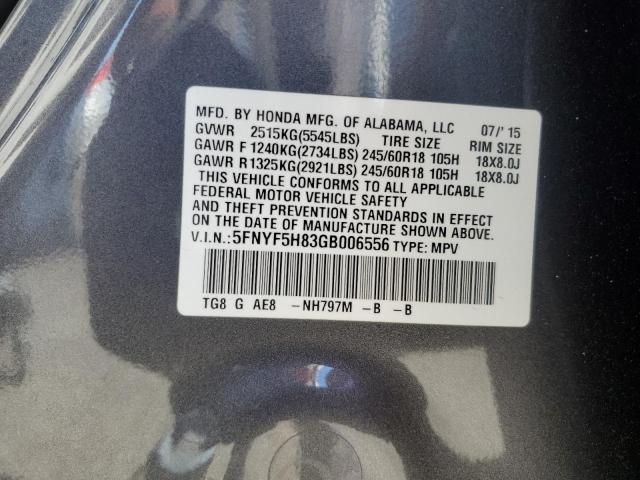 MFD. BY HONDA MFG. OF ALABAMA, LLC 07/'15
GVWR 2515KG(5545LBS) TIRE SIZE RIM SIZE
GAWR F 1240KG(2734LBS) 245/60R18 105H 18X8.0J
GAWR R 1325KG(2921LBS) 245/60R18 105H 18X8.0J
THIS VEHICLE CONFORMS TO ALL APPLICABLE
FEDERAL MOTOR VEHICLE SAFETY
AND THEFT PREVENTION STANDARDS IN EFFECT
ON THE DATE OF MANUFACTURE SHOWN ABOVE.
V.I.N.: 5FNYF5H83GB006556 TYPE: MPV
TG8 G AE8 -NH797M -B -B